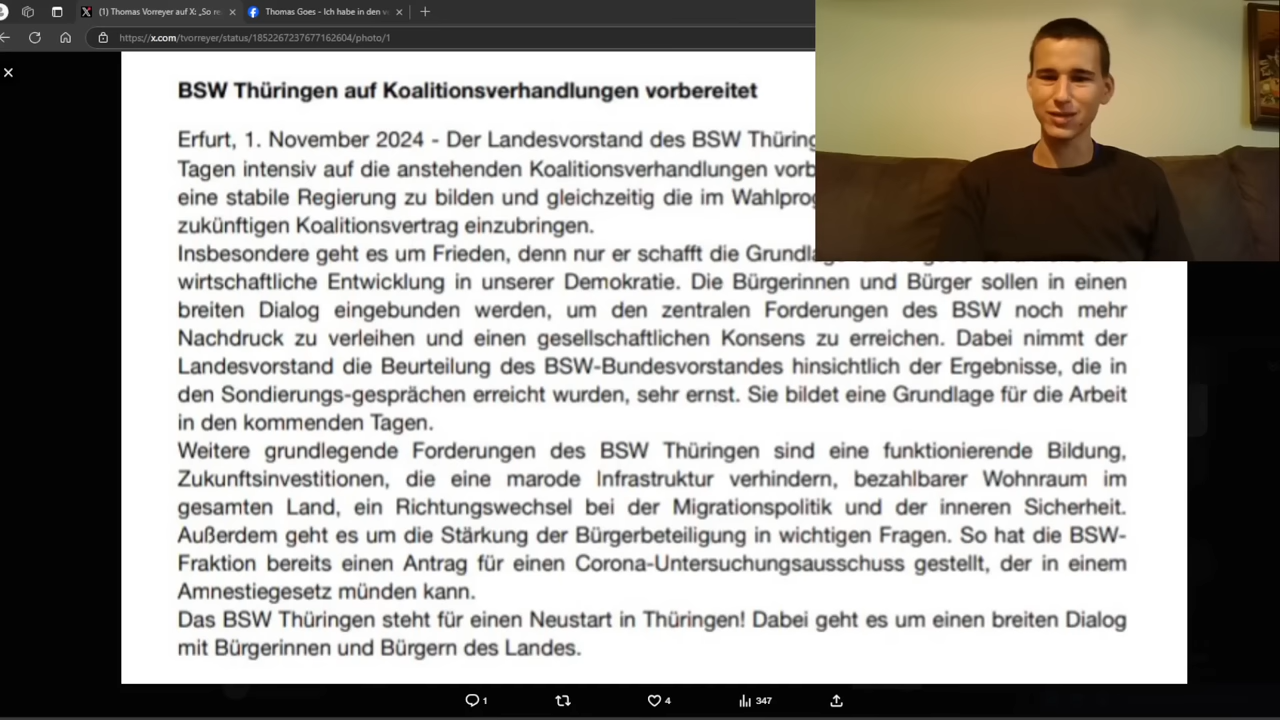 (1) Thomas Vorreyer auf X: „So re
Thomas Goes - Ich habe in den v
https://x.com/tvorreyer/status/1852267237677162604/photo/1
BSW Thüringen auf Koalitionsverhandlungen vorbereitet
Erfurt, 1. November 2024 - Der Landesvorstand des BSW Thüring
Tagen intensiv auf die anstehenden Koalitionsverhandlungen vorb
eine stabile Regierung zu bilden und gleichzeitig die im Wahlprog
zukünftigen Koalitionsvertrag einzubringen.
Insbesondere geht es um Frieden, denn nur er schafft die Grundla
wirtschaftliche Entwicklung in unserer Demokratie. Die Bürgerinnen und Bürger sollen in einen
breiten Dialog eingebunden werden, um den zentralen Forderungen des BSW noch mehr
Nachdruck zu verleihen und einen gesellschaftlichen Konsens zu erreichen. Dabei nimmt der
Landesvorstand die Beurteilung des BSW-Bundesvorstandes hinsichtlich der Ergebnisse, die in
den Sondierungs-gesprächen erreicht wurden, sehr ernst. Sie bildet eine Grundlage für die Arbeit
in den kommenden Tagen.
Weitere grundlegende Forderungen des BSW Thüringen sind eine funktionierende Bildung,
Zukunftsinvestitionen, die eine marode Infrastruktur verhindern, bezahlbarer Wohnraum im
gesamten Land, ein Richtungswechsel bei der Migrationspolitik und der inneren Sicherheit.
Außerdem geht es um die Stärkung der Bürgerbeteiligung in wichtigen Fragen. So hat die BSW-
Fraktion bereits einen Antrag für einen Corona-Untersuchungsausschuss gestellt, der in einem
Amnestiegesetz münden kann.
Das BSW Thüringen steht für einen Neustart in Thüringen! Dabei geht es um einen breiten Dialog
mit Bürgerinnen und Bürgern des Landes.
1
4
347